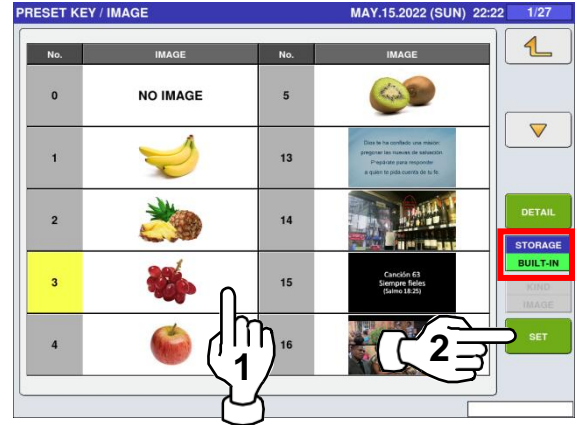 PRESET KEY / IMAGE MAY.15.2022 (SUN) 22:22 1/27
No. IMAGE No. IMAGE
0 NO IMAGE 5
1 13
Dios te ha confiado una misión:
pregonar las nuevas de salvación.
Prepárate para responder
a quien te pida cuenta de tu fe.
2 14
3 15
Canción 63
Siempre fieles
(Salmo 18:25)
4 16
DETAIL
STORAGE
BUILT-IN
KIND
IMAGE
SET
1
2